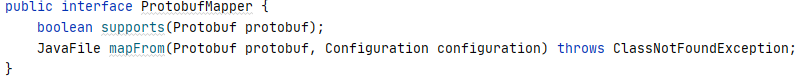 public interface ProtobufMapper {
    boolean supports(Protobuf protobuf);
    JavaFile mapFrom(Protobuf protobuf, Configuration configuration) throws ClassNotFoundException;
}